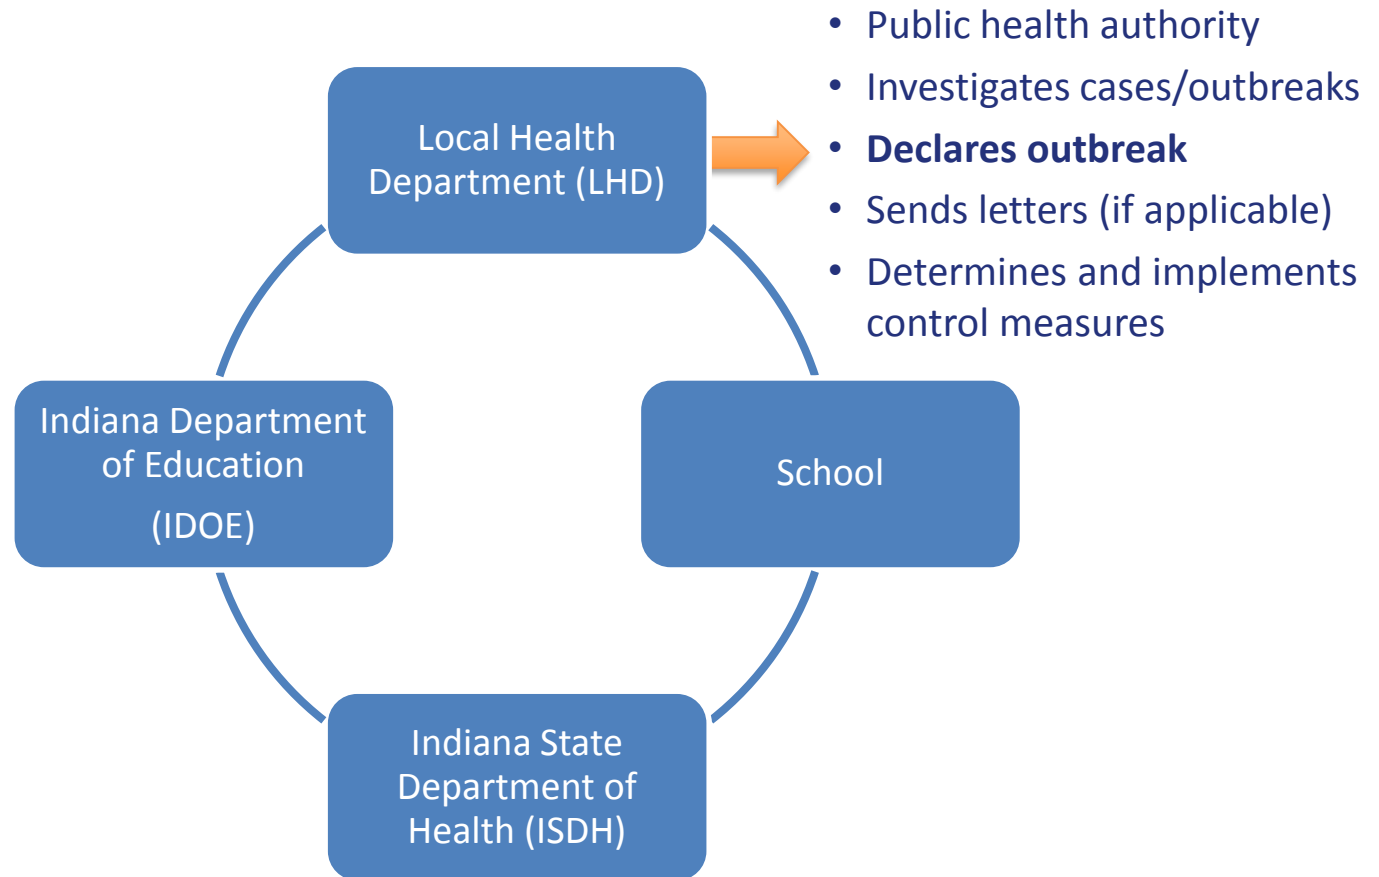 Local Health
Department (LHD)
• Public health authority
• Investigates cases/outbreaks
• Declares outbreak
• Sends letters (if applicable)
• Determines and implements
control measures
Indiana Department
of Education
(IDOE)
School
Indiana State
Department of
Health (ISDH)